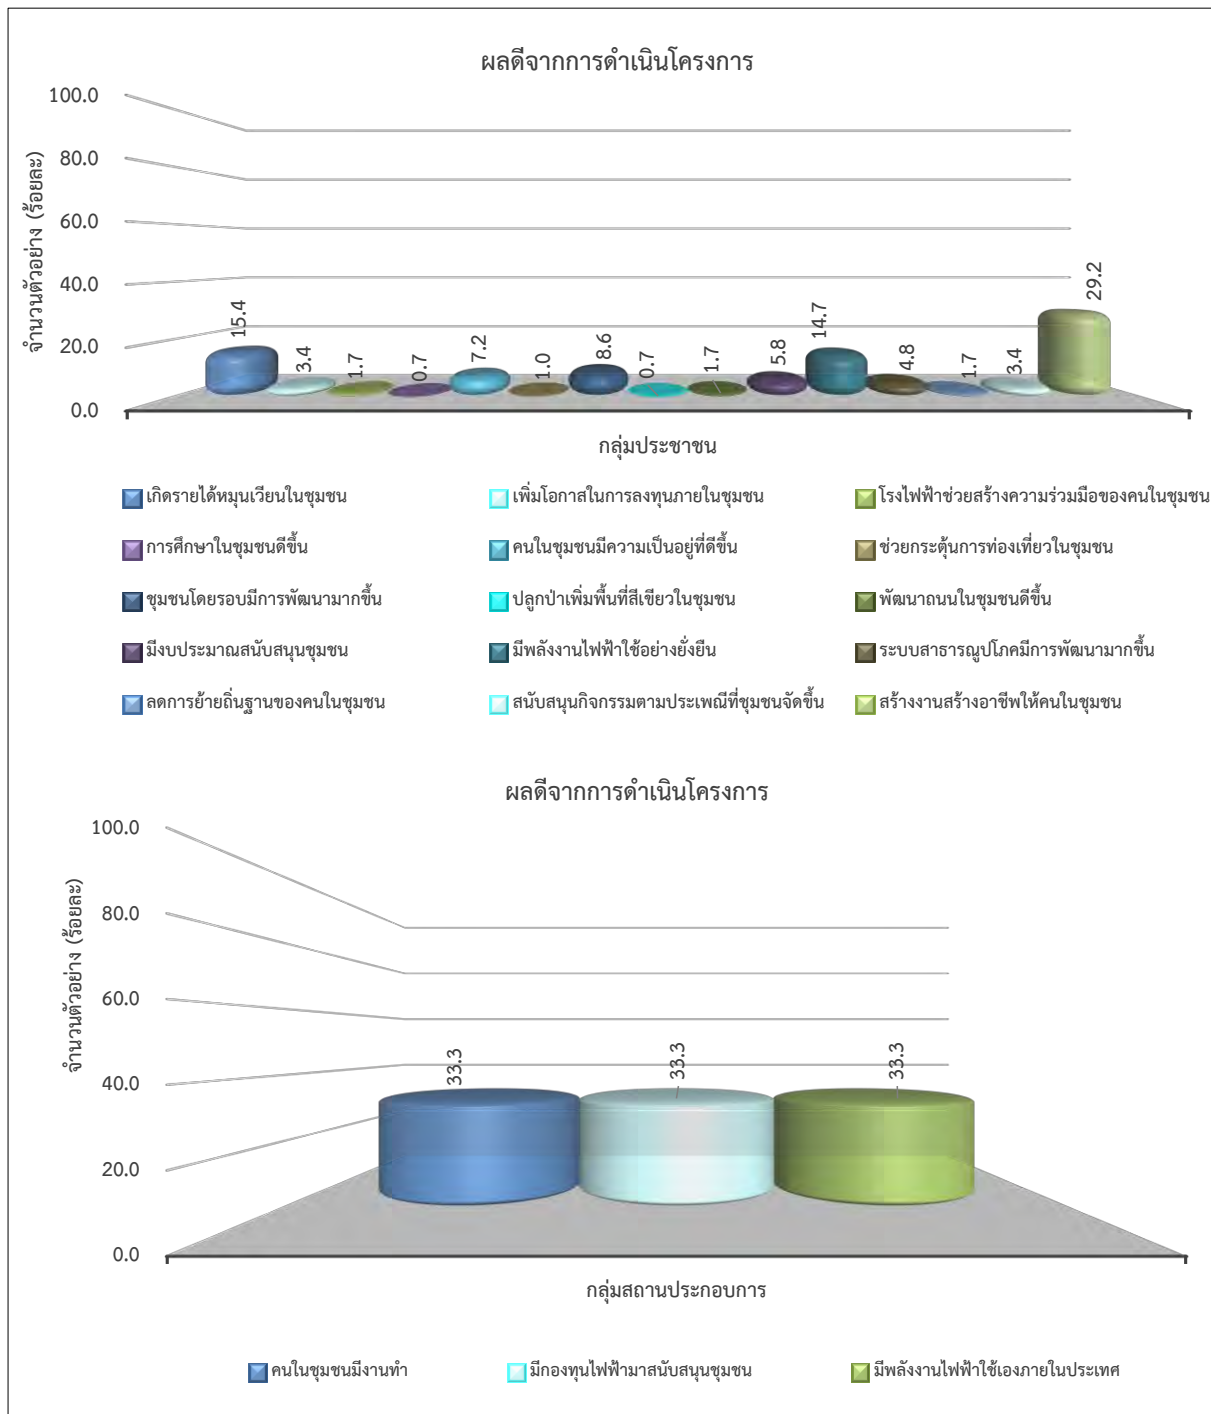 ผลดีจากการดำเนินโครงการ
จำนวนตัวอย่าง (ร้อยละ)
100.0
80.0
60.0
40.0
20.0
0.0
15.4
3.4
1.7
0.7
7.2
1.0
8.6
0.7
1.7
5.8
14.7
4.8
1.7
3.4
29.2
กลุ่มประชาชน
เกิดรายได้หมุนเวียนในชุมชน
เพิ่มโอกาสในการลงทุนภายในชุมชน
โรงไฟฟ้าช่วยสร้างความร่วมมือของคนในชุมชน
การศึกษาในชุมชนดีขึ้น
คนในชุมชนมีความเป็นอยู่ที่ดีขึ้น
ช่วยกระตุ้นการท่องเที่ยวในชุมชน
ชุมชนโดยรอบมีการพัฒนามากขึ้น
ปลูกป่าเพิ่มพื้นที่สีเขียวในชุมชน
พัฒนาถนนในชุมชนดีขึ้น
มีงบประมาณสนับสนุนชุมชน
มีพลังงานไฟฟ้าใช้อย่างยั่งยืน
ระบบสาธารณูปโภคมีการพัฒนามากขึ้น
ลดการย้ายถิ่นฐานของคนในชุมชน
สนับสนุนกิจกรรมตามประเพณีที่ชุมชนจัดขึ้น
สร้างงานสร้างอาชีพให้คนในชุมชน
ผลดีจากการดำเนินโครงการ
จำนวนตัวอย่าง (ร้อยละ)
100.0
80.0
60.0
40.0
20.0
0.0
33.3
33.3
33.3
กลุ่มสถานประกอบการ
คนในชุมชนมีงานทำ
มีกองทุนไฟฟ้ามาสนับสนุนชุมชน
มีพลังงานไฟฟ้าใช้เองภายในประเทศ